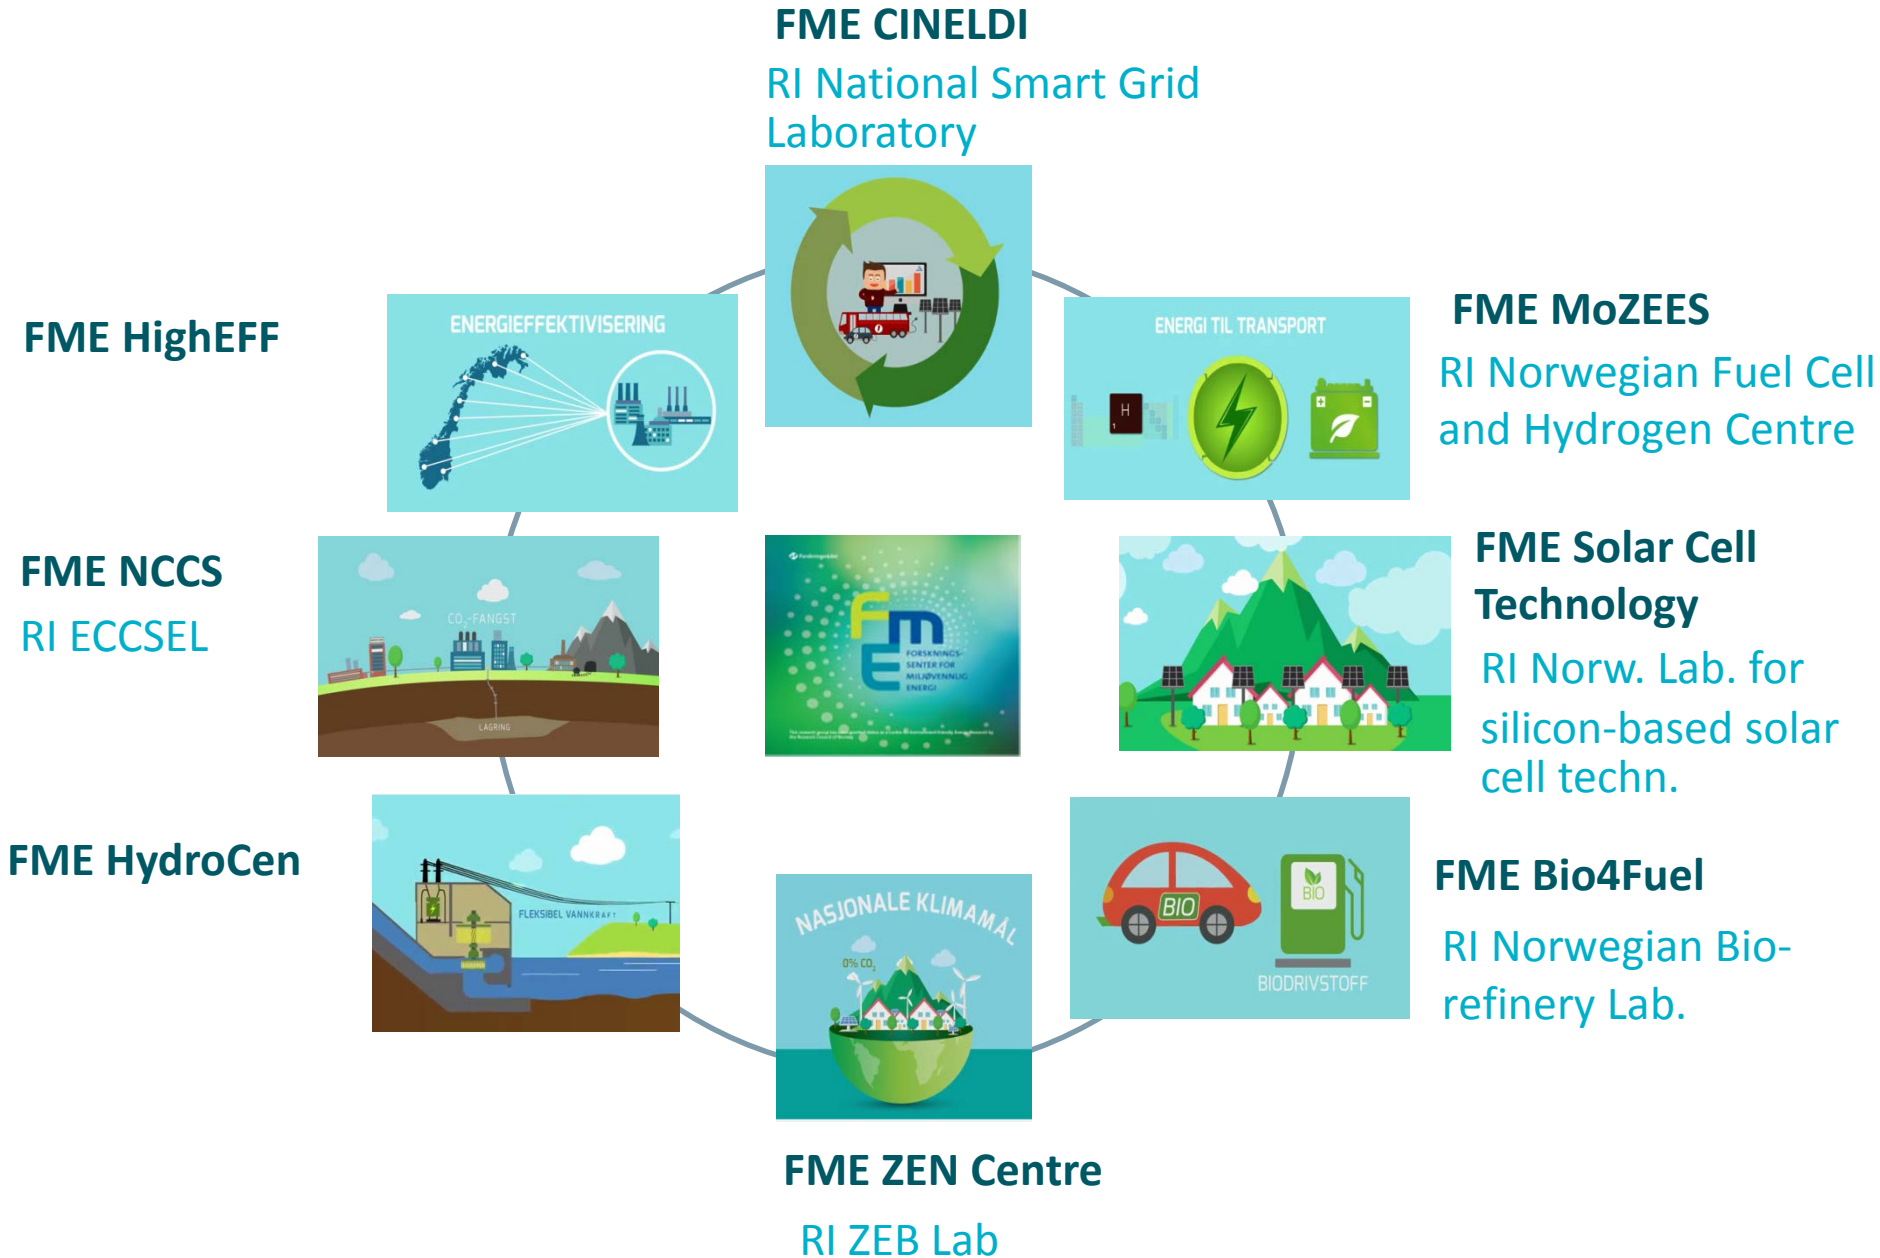 FME CINELDI
RI National Smart Grid
Laboratory
FME HighEFF
ENERGIEFFEKTIVISERING
ENERGI TIL TRANSPORT
H
1
FME MoZEES
RI Norwegian Fuel Cell
and Hydrogen Centre
FME NCCS
RI ECCSEL
CO2-FANGST
LAGRING
Forskningsrådet
FME
FORSKNINGS-
SENTER FOR
MILJØVENNLIG
ENERGI
FME Solar Cell
Technology
RI Norw. Lab. for
silicon-based solar
cell techn.
FME HydroCen
FLEKSIBEL VANNKRAFT
NASJONALE KLIMAMÅL
0% CO2
BIO
BIO
BIODRIVSTOFF
FME Bio4Fuel
RI Norwegian Bio-
refinery Lab.
FME ZEN Centre
RI ZEB Lab